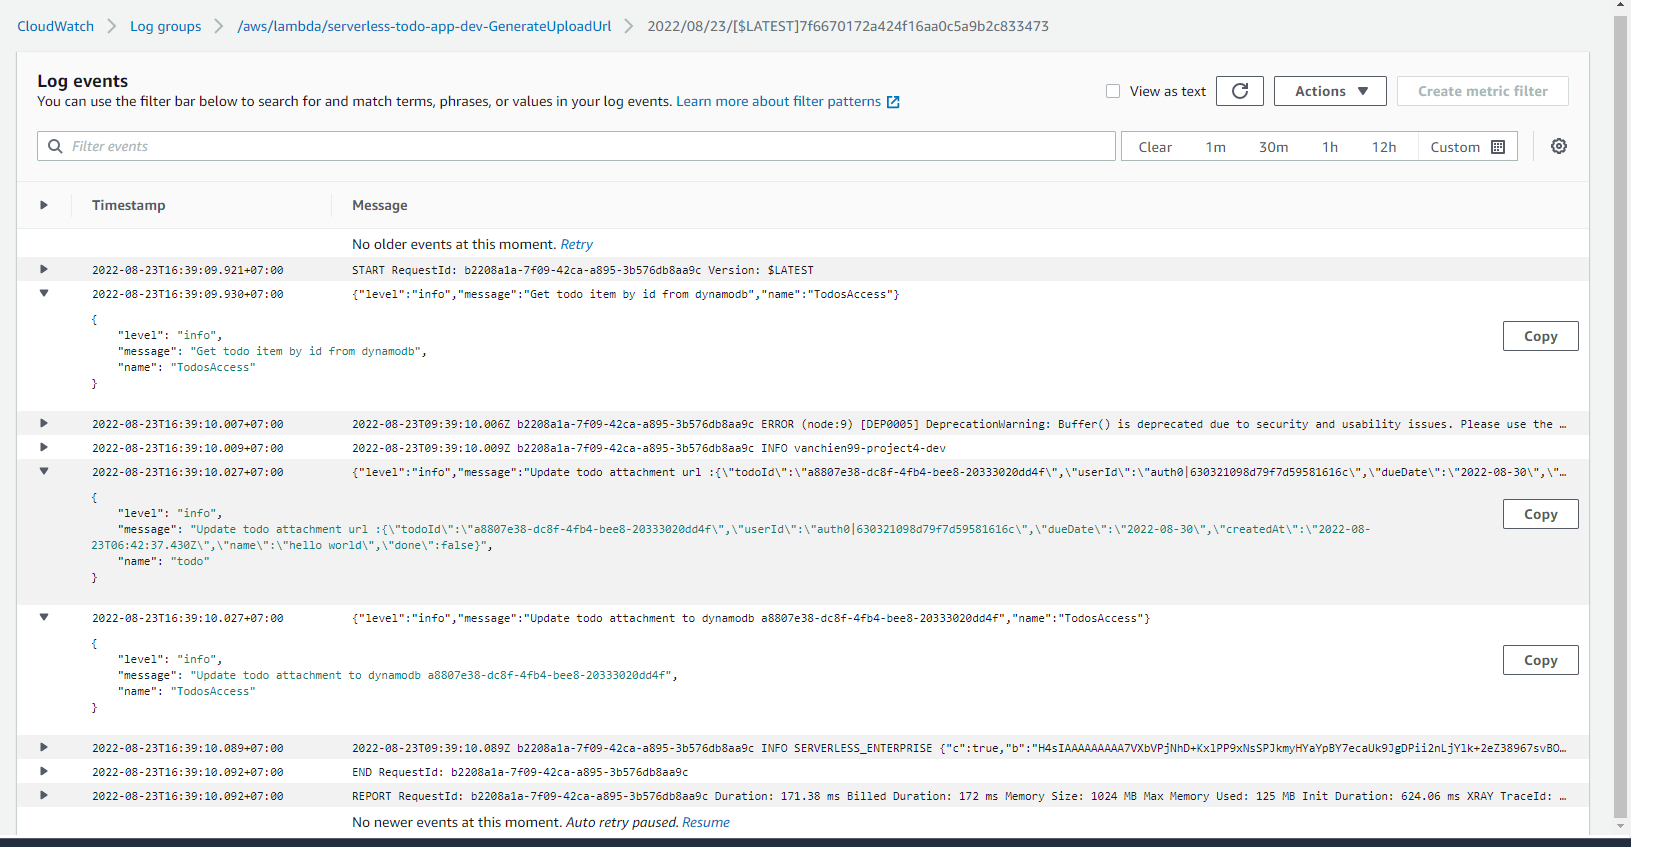 CloudWatch > Log groups > /aws/lambda/serverless-todo-app-dev-GenerateUploadUrl > 2022/08/23/[$LATEST]7f6670172a424f16aa0c5a9b2c833473
Log events
You can use the filter bar below to search for and match terms, phrases, or values in your log events. Learn more about filter patterns
View as text
Actions
Create metric filter
Filter events
Clear 1m 30m 1h 12h Custom
Timestamp Message
No older events at this moment. Retry
2022-08-23T16:39:09.921+07:00 START RequestId: b2208a1a-7f09-42ca-a895-3b576db8aa9c Version: $LATEST
2022-08-23T16:39:09.930+07:00 {"level":"info","message":"Get todo item by id from dynamodb","name":"TodosAccess"}
{
"level": "info",
"message": "Get todo item by id from dynamodb",
"name": "TodosAccess"
}
Copy
2022-08-23T16:39:10.007+07:00 2022-08-23T09:39:10.006Z b2208a1a-7f09-42ca-a895-3b576db8aa9c ERROR (node:9) [DEP0005] DeprecationWarning: Buffer() is deprecated due to security and usability issues. Please use the …
2022-08-23T16:39:10.009+07:00 2022-08-23T09:39:10.009Z b2208a1a-7f09-42ca-a895-3b576db8aa9c INFO vanchien99-project4-dev
2022-08-23T16:39:10.027+07:00 {"level":"info","message":"Update todo attachment url :{\"todoId\":\"a8807e38-dc8f-4fb4-bee8-20333020dd4f\",\"userId\":\"auth0|630321098d79f7d59581616c\",\"dueDate\":\"2022-08-30\",\"…
{
"level": "info",
"message": "Update todo attachment url :{\"todoId\":\"a8807e38-dc8f-4fb4-bee8-20333020dd4f\",\"userId\":\"auth0|630321098d79f7d59581616c\",\"dueDate\":\"2022-08-30\",\"createdAt\":\"2022-08-
23T06:42:37.430Z\",\"name\":\"hello world\",\"done\":false}",
"name": "todo"
}
Copy
2022-08-23T16:39:10.027+07:00 {"level":"info","message":"Update todo attachment to dynamodb a8807e38-dc8f-4fb4-bee8-20333020dd4f","name":"TodosAccess"}
{
"level": "info",
"message": "Update todo attachment to dynamodb a8807e38-dc8f-4fb4-bee8-20333020dd4f",
"name": "TodosAccess"
}
Copy
2022-08-23T16:39:10.089+07:00 2022-08-23T09:39:10.089Z b2208a1a-7f09-42ca-a895-3b576db8aa9c INFO SERVERLESS_ENTERPRISE {"c":true,"b":"H4sIAAAAAAAAA7VXbVPjNhD+KxlPP9xNsSPJkmyHYaYpBY7ecaUk9JgDPii2nLjYlk+2eZ38967svBO…
2022-08-23T16:39:10.092+07:00 END RequestId: b2208a1a-7f09-42ca-a895-3b576db8aa9c
2022-08-23T16:39:10.092+07:00 REPORT RequestId: b2208a1a-7f09-42ca-a895-3b576db8aa9c Duration: 171.38 ms Billed Duration: 172 ms Memory Size: 1024 MB Max Memory Used: 125 MB Init Duration: 624.06 ms XRAY TraceId: …
No newer events at this moment. Auto retry paused. Resume